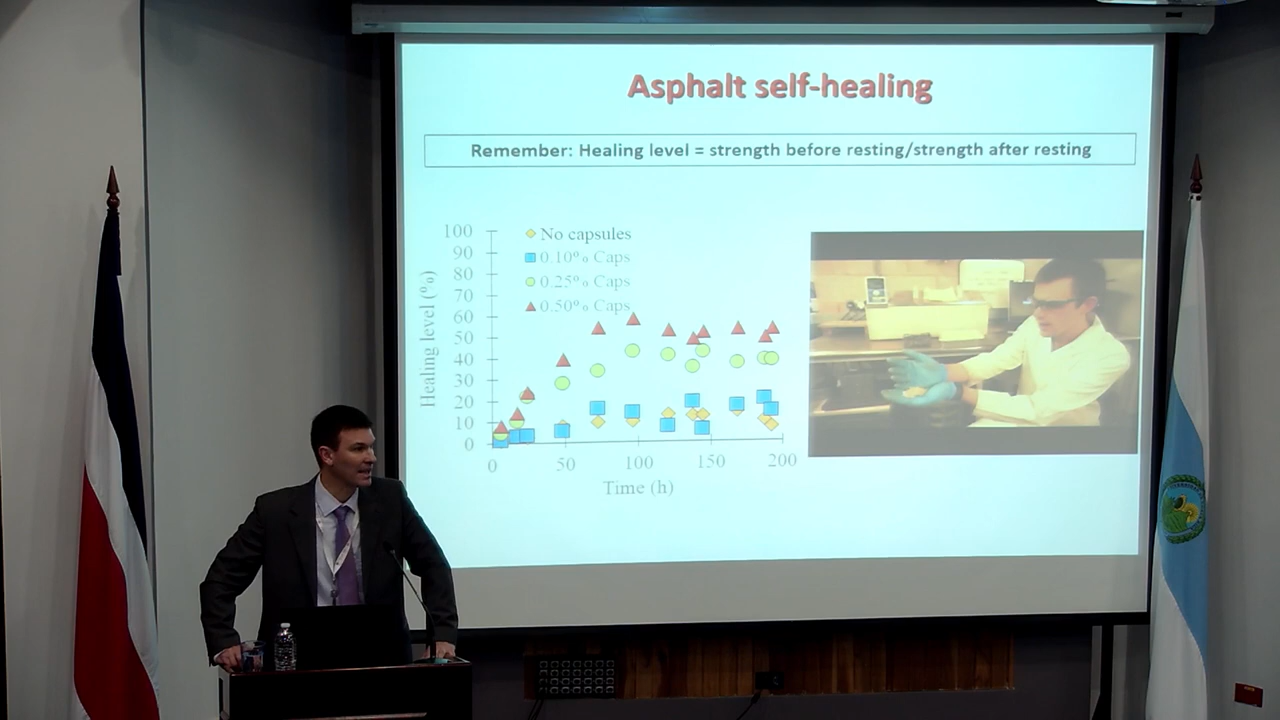 Asphalt self-healing
Remember: Healing level = strength before resting/strength after resting
No capsules
0.10% Caps
0.25% Caps
0.50% Caps
Healing level (%)
100
90
80
70
60
50
40
30
20
10
0
0 50 100 150 200
Time (h)